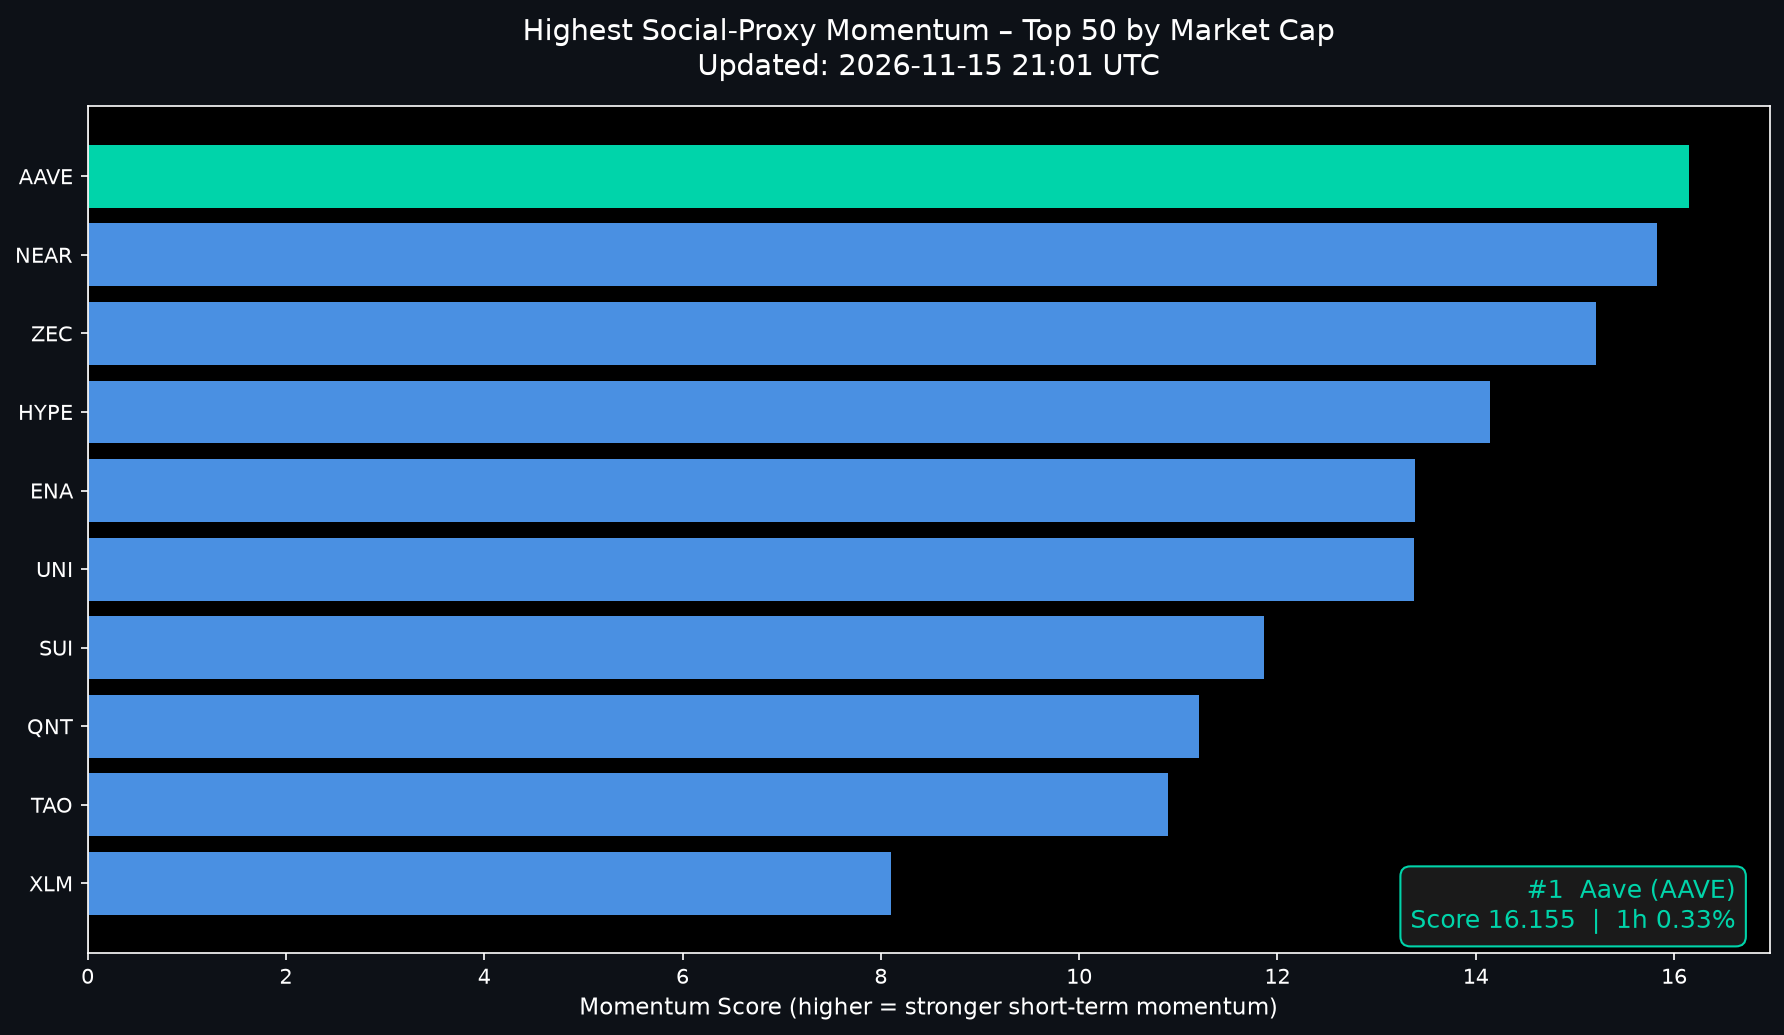 Highest Social-Proxy Momentum – Top 50 by Market Cap
Updated: 2026-11-15 21:01 UTC
AAVE
NEAR
ZEC
HYPE
ENA
UNI
SUI
QNT
TAO
XLM
#1  Aave (AAVE)
Score 16.155  |  1h 0.33%
0 2 4 6 8 10 12 14 16
Momentum Score (higher = stronger short-term momentum)